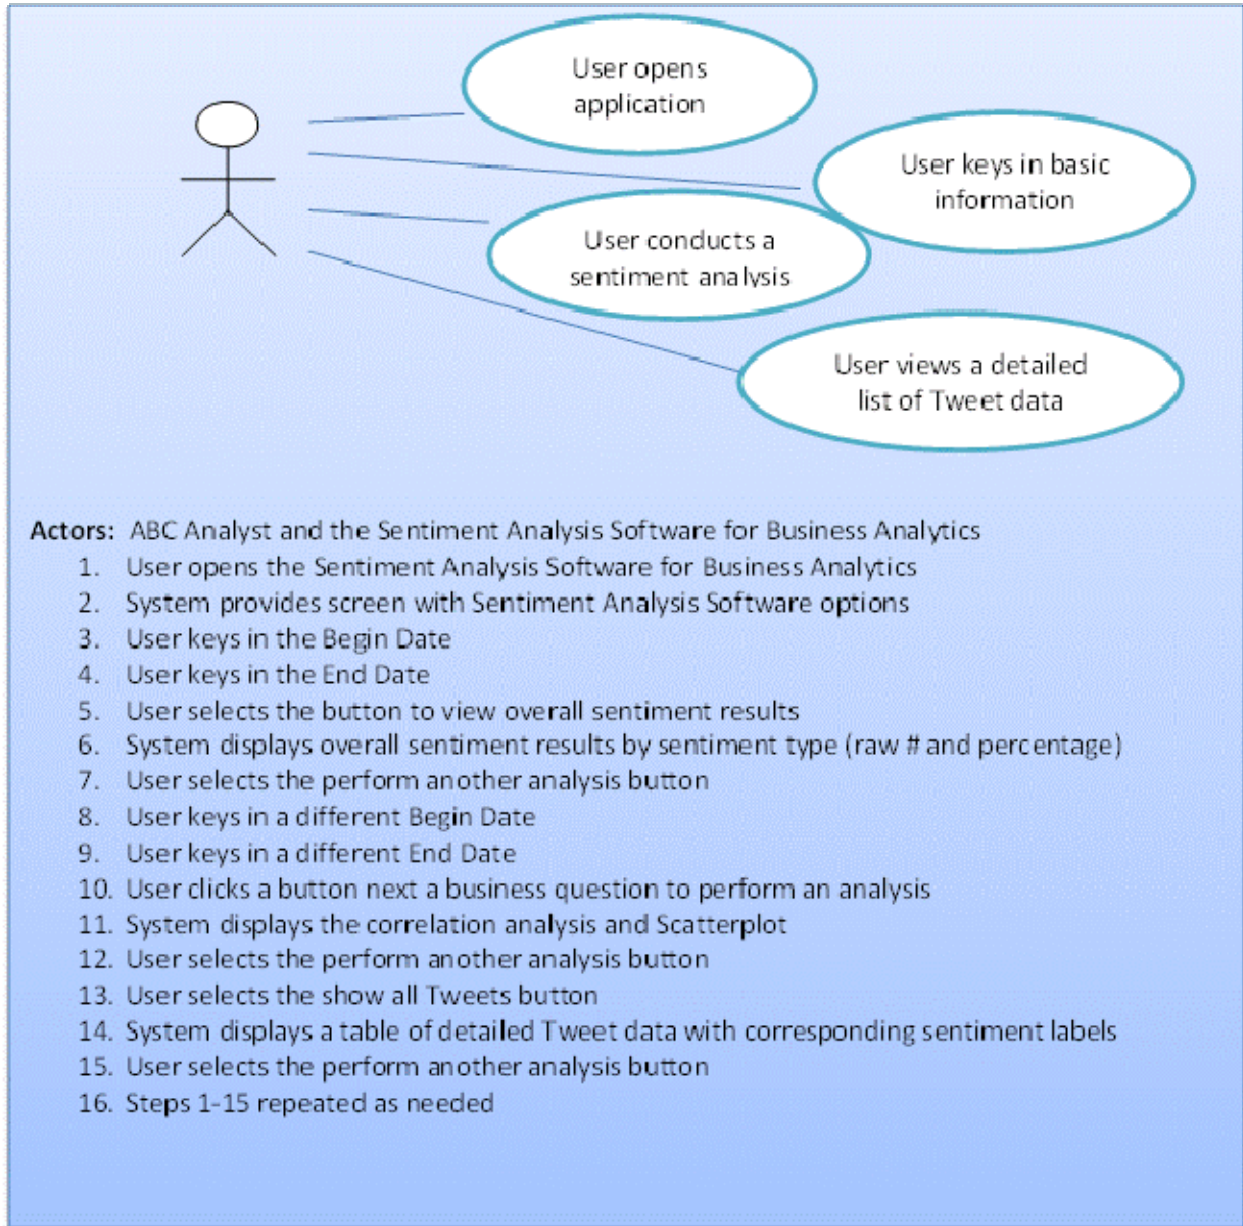 User opens
application
User keys in basic
information
User conducts a
sentiment analysis
User views a detailed
list of Tweet data
Actors: ABC Analyst and the Sentiment Analysis Software for Business Analytics
1. User opens the Sentiment Analysis Software for Business Analytics
2. System provides screen with Sentiment Analysis Software options
3. User keys in the Begin Date
4. User keys in the End Date
5. User selects the button to view overall sentiment results
6. System displays overall sentiment results by sentiment type (raw # and percentage)
7. User selects the perform another analysis button
8. User keys in a different Begin Date
9. User keys in a different End Date
10. User clicks a button next a business question to perform an analysis
11. System displays the correlation analysis and Scatterplot
12. User selects the perform another analysis button
13. User selects the show all Tweets button
14. System displays a table of detailed Tweet data with corresponding sentiment labels
15. User selects the perform another analysis button
16. Steps 1-15 repeated as needed